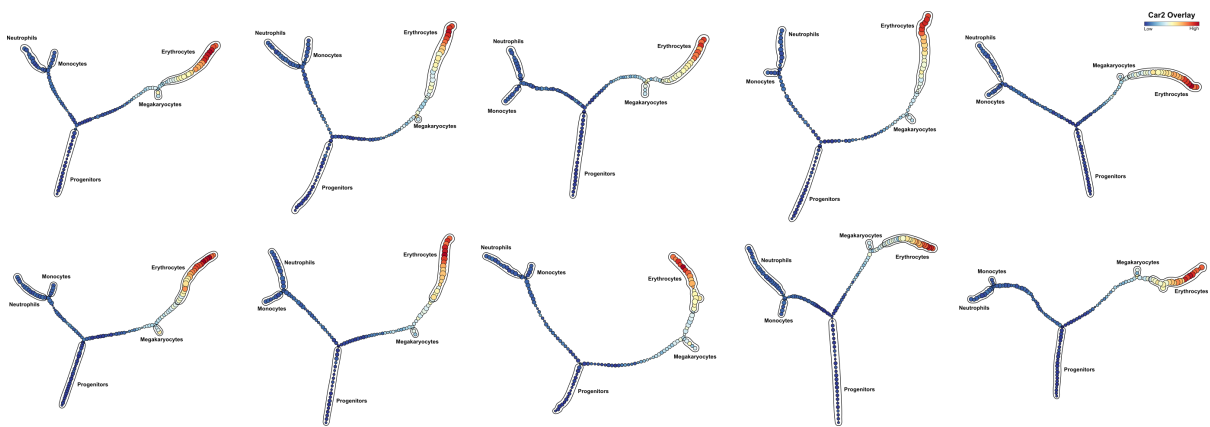 Neutrophils
Monocytes
Erythrocytes
Megakaryocytes
Progenitors
Neutrophils
Monocytes
Erythrocytes
Megakaryocytes
Progenitors
Neutrophils
Monocytes
Erythrocytes
Megakaryocytes
Progenitors
Neutrophils
Monocytes
Erythrocytes
Megakaryocytes
Progenitors
Car2 Overlay
Low High
Neutrophils
Monocytes
Megakaryocytes
Erythrocytes
Progenitors
Monocytes
Neutrophils
Erythrocytes
Megakaryocytes
Progenitors
Neutrophils
Monocytes
Erythrocytes
Megakaryocytes
Progenitors
Neutrophils
Monocytes
Erythrocytes
Megakaryocytes
Progenitors
Megakaryocytes
Erythrocytes
Neutrophils
Monocytes
Progenitors
Monocytes
Neutrophils
Megakaryocytes
Erythrocytes
Progenitors